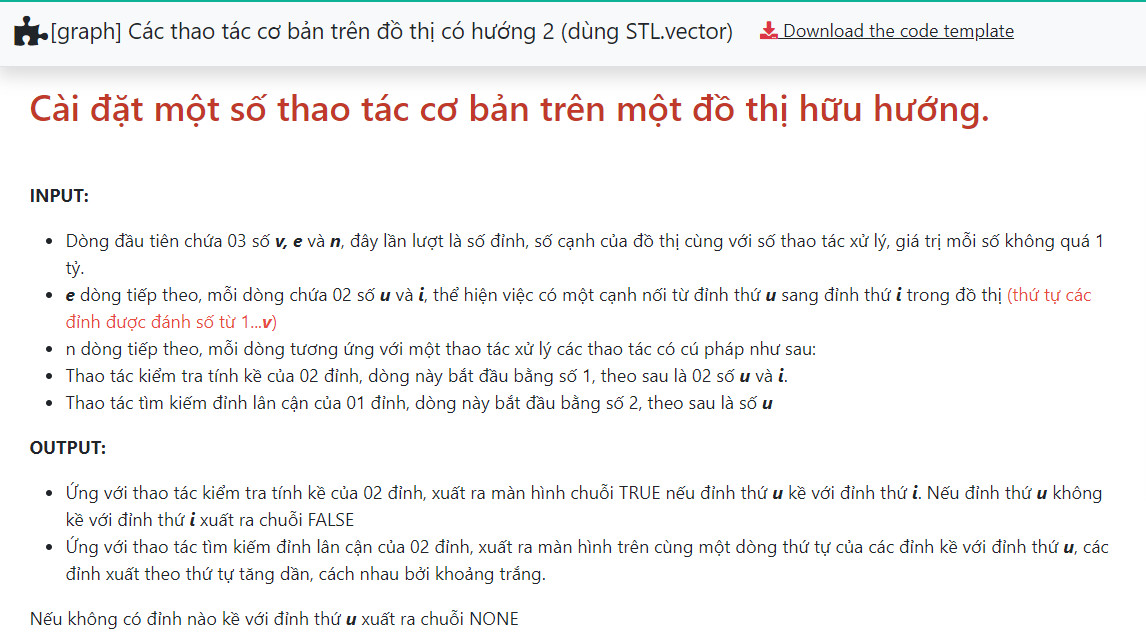 [graph] Các thao tác cơ bản trên đồ thị có hướng 2 (dùng STL.vector) Download the code template
Cài đặt một số thao tác cơ bản trên một đồ thị hữu hướng.
INPUT:
• Dòng đầu tiên chứa 03 số v, e và n, đây lần lượt là số đỉnh, số cạnh của đồ thị cùng với số thao tác xử lý, giá trị mỗi số không quá 1
tỷ.
• e dòng tiếp theo, mỗi dòng chứa 02 số u và i, thể hiện việc có một cạnh nối từ đỉnh thứ u sang đỉnh thứ i trong đồ thị (thứ tự các
đỉnh được đánh số từ 1...v)
• n dòng tiếp theo, mỗi dòng tương ứng với một thao tác xử lý các thao tác có cú pháp như sau:
• Thao tác kiểm tra tính kề của 02 đỉnh, dòng này bắt đầu bằng số 1, theo sau là 02 số u và i.
• Thao tác tìm kiếm đỉnh lân cận của 01 đỉnh, dòng này bắt đầu bằng số 2, theo sau là số u
OUTPUT:
• Ứng với thao tác kiểm tra tính kề của 02 đỉnh, xuất ra màn hình chuỗi TRUE nếu đỉnh thứ u kề với đỉnh thứ i. Nếu đỉnh thứ u không
kề với đỉnh thứ i xuất ra chuỗi FALSE
• Ứng với thao tác tìm kiếm đỉnh lân cận của 02 đỉnh, xuất ra màn hình trên cùng một dòng thứ tự của các đỉnh kề với đỉnh thứ u, các
đỉnh xuất theo thứ tự tăng dần, cách nhau bởi khoảng trắng.
Nếu không có đỉnh nào kề với đỉnh thứ u xuất ra chuỗi NONE